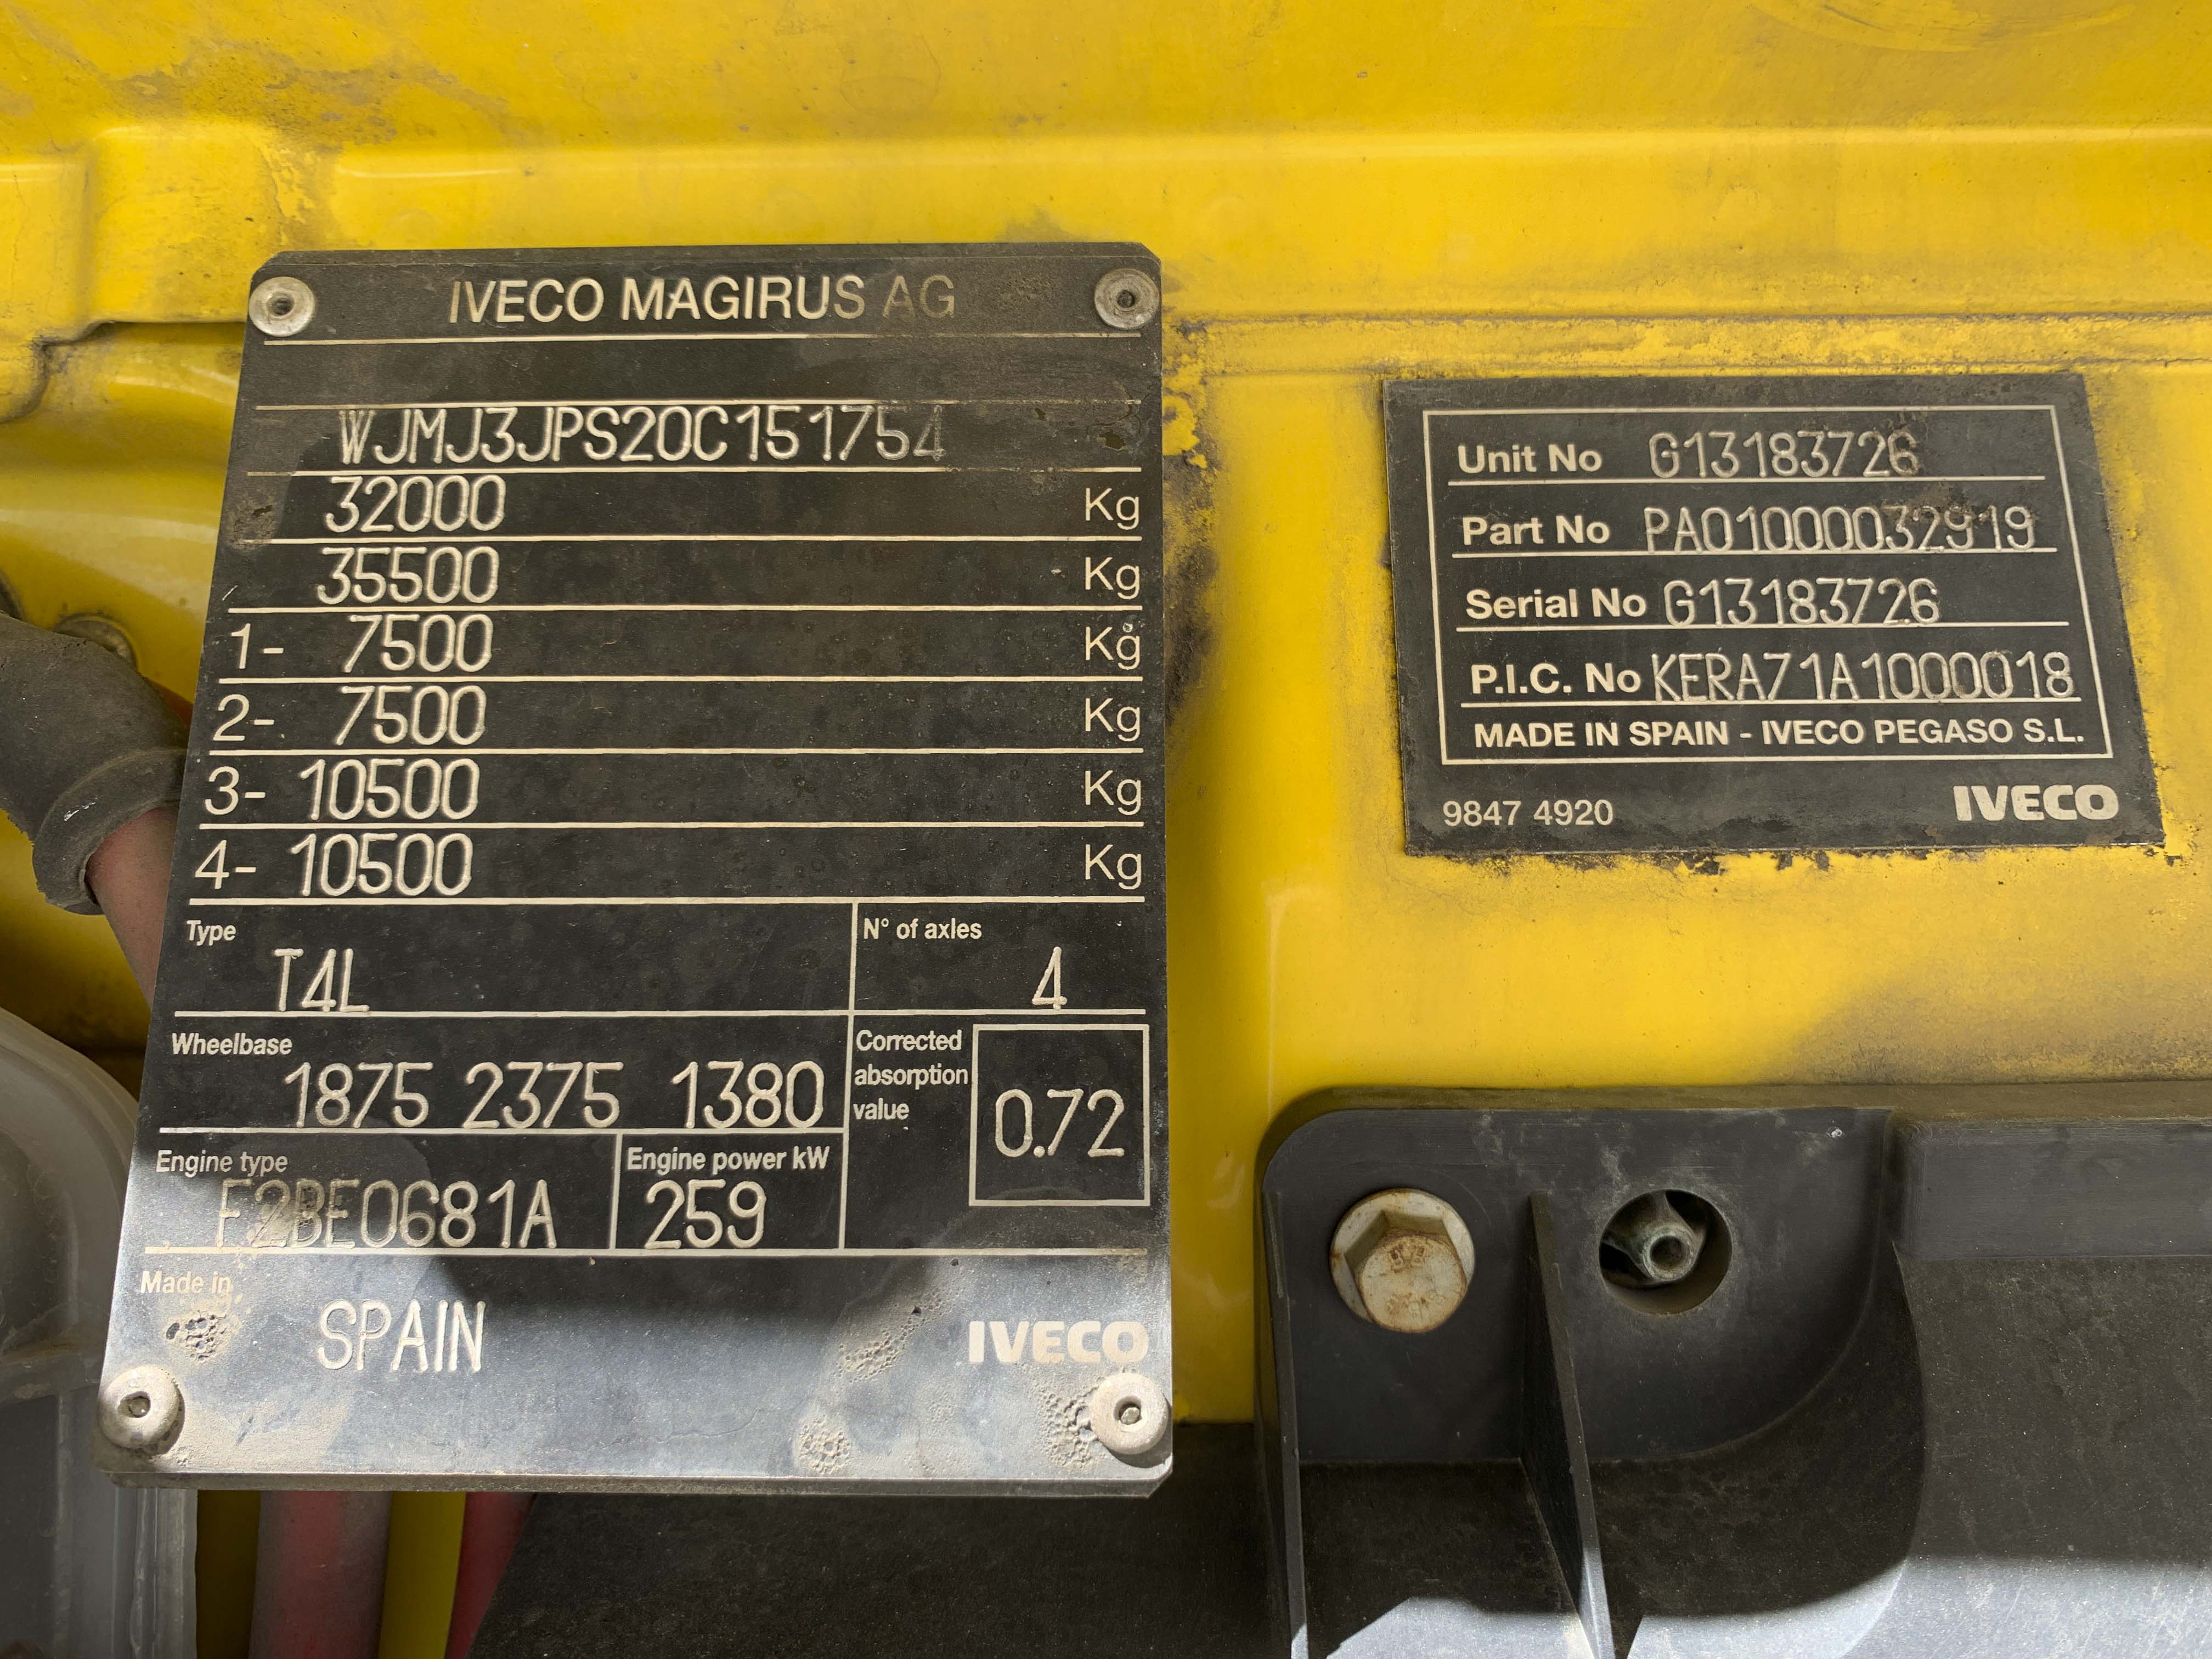 IVECO MAGIRUS AG
WJMJ3JPS20C151754
32000 Kg
35500 Kg
1- 7500 Kg
2- 7500 Kg
3- 10500 Kg
4- 10500 Kg
Type
N° of axles
T4L
4
Wheelbase
1875 2375 1380
Corrected
absorption
value
0.72
Engine type
F2BE0681A
Engine power kW
259
Made in
SPAIN
IVECO
Unit No G13183726
Part No PA010000032919
Serial No G13183726
P.I.C. No KERA71A1000018
MADE IN SPAIN - IVECO PEGASO S.L.
9847 4920
IVECO